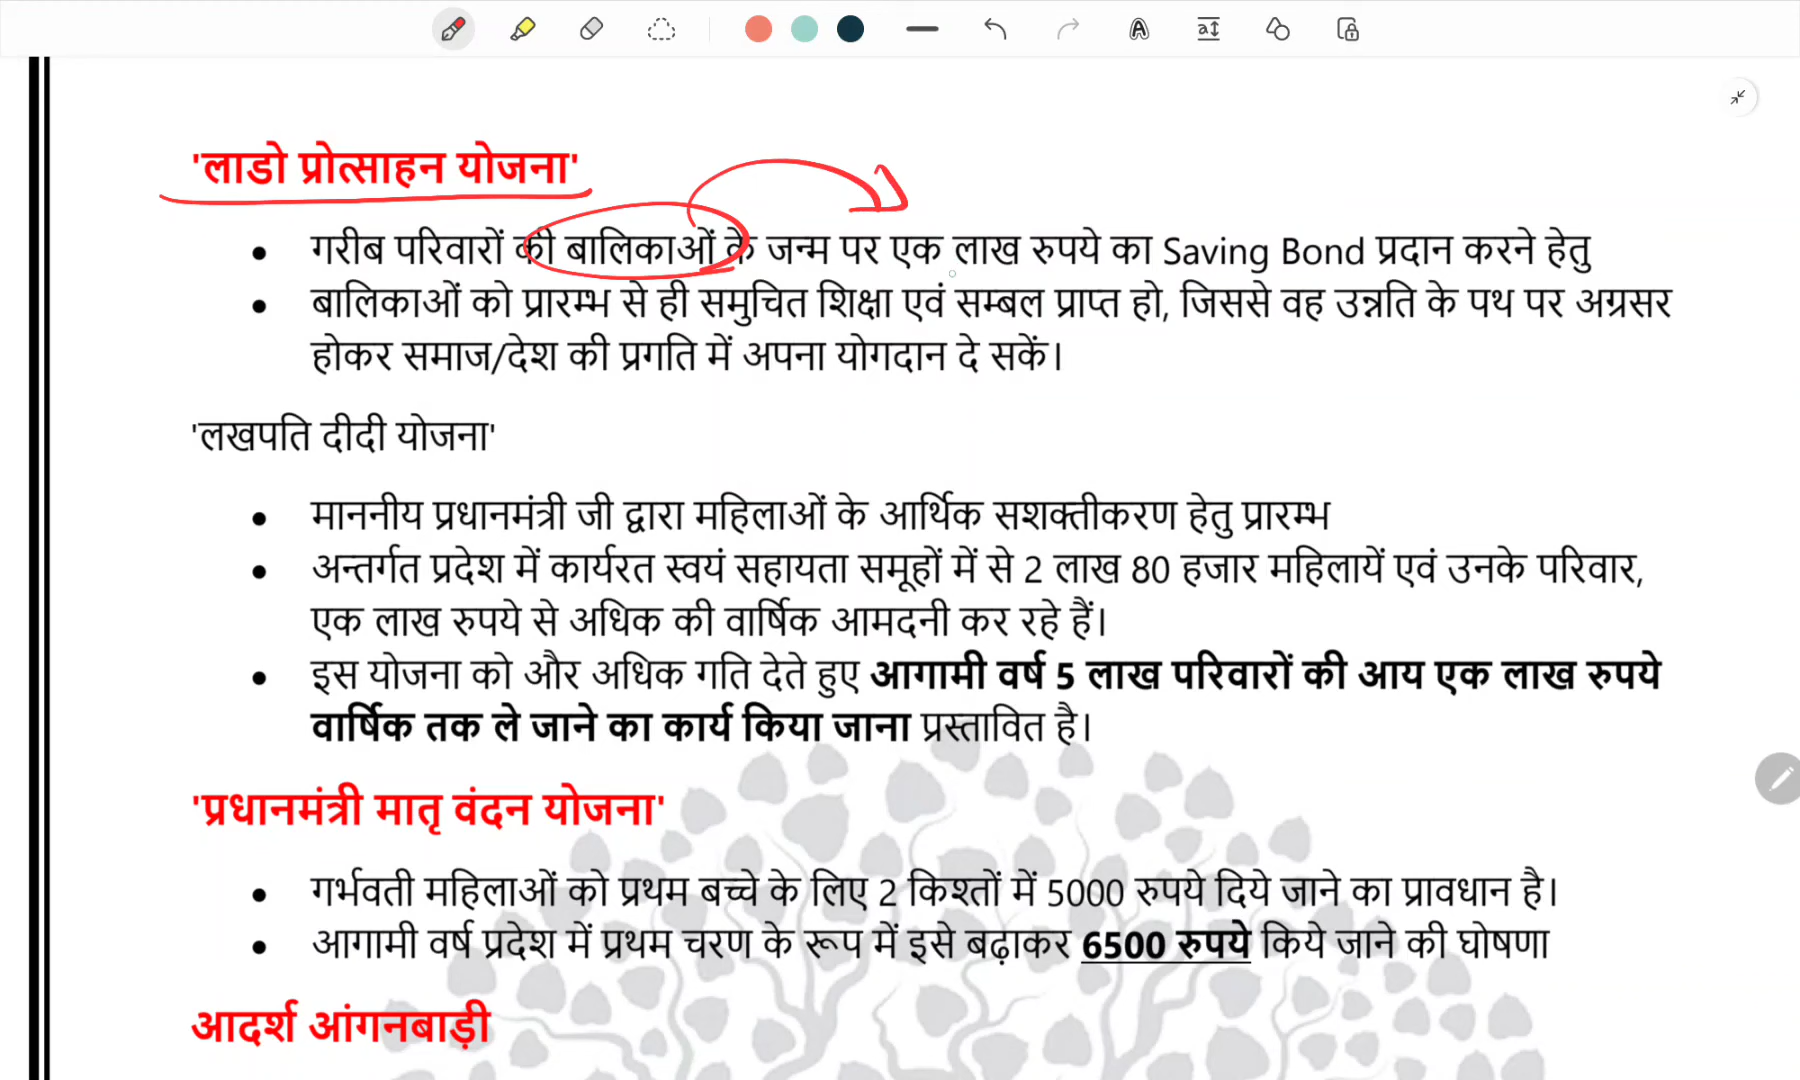 'लाडो प्रोत्साहन योजना'
• गरीब परिवारों की बालिकाओं के जन्म पर एक लाख रुपये का Saving Bond प्रदान करने हेतु
• बालिकाओं को प्रारम्भ से ही समुचित शिक्षा एवं सम्बल प्राप्त हो, जिससे वह उन्नति के पथ पर अग्रसर
होकर समाज/देश की प्रगति में अपना योगदान दे सकें।
'लखपति दीदी योजना'
• माननीय प्रधानमंत्री जी द्वारा महिलाओं के आर्थिक सशक्तीकरण हेतु प्रारम्भ
• अन्तर्गत प्रदेश में कार्यरत स्वयं सहायता समूहों में से 2 लाख 80 हजार महिलायें एवं उनके परिवार,
एक लाख रुपये से अधिक की वार्षिक आमदनी कर रहे हैं।
• इस योजना को और अधिक गति देते हुए आगामी वर्ष 5 लाख परिवारों की आय एक लाख रुपये
वार्षिक तक ले जाने का कार्य किया जाना प्रस्तावित है।
'प्रधानमंत्री मातृ वंदन योजना'
• गर्भवती महिलाओं को प्रथम बच्चे के लिए 2 किश्तों में 5000 रुपये दिये जाने का प्रावधान है।
• आगामी वर्ष प्रदेश में प्रथम चरण के रूप में इसे बढ़ाकर 6500 रुपये किये जाने की घोषणा
आदर्श आंगनबाड़ी